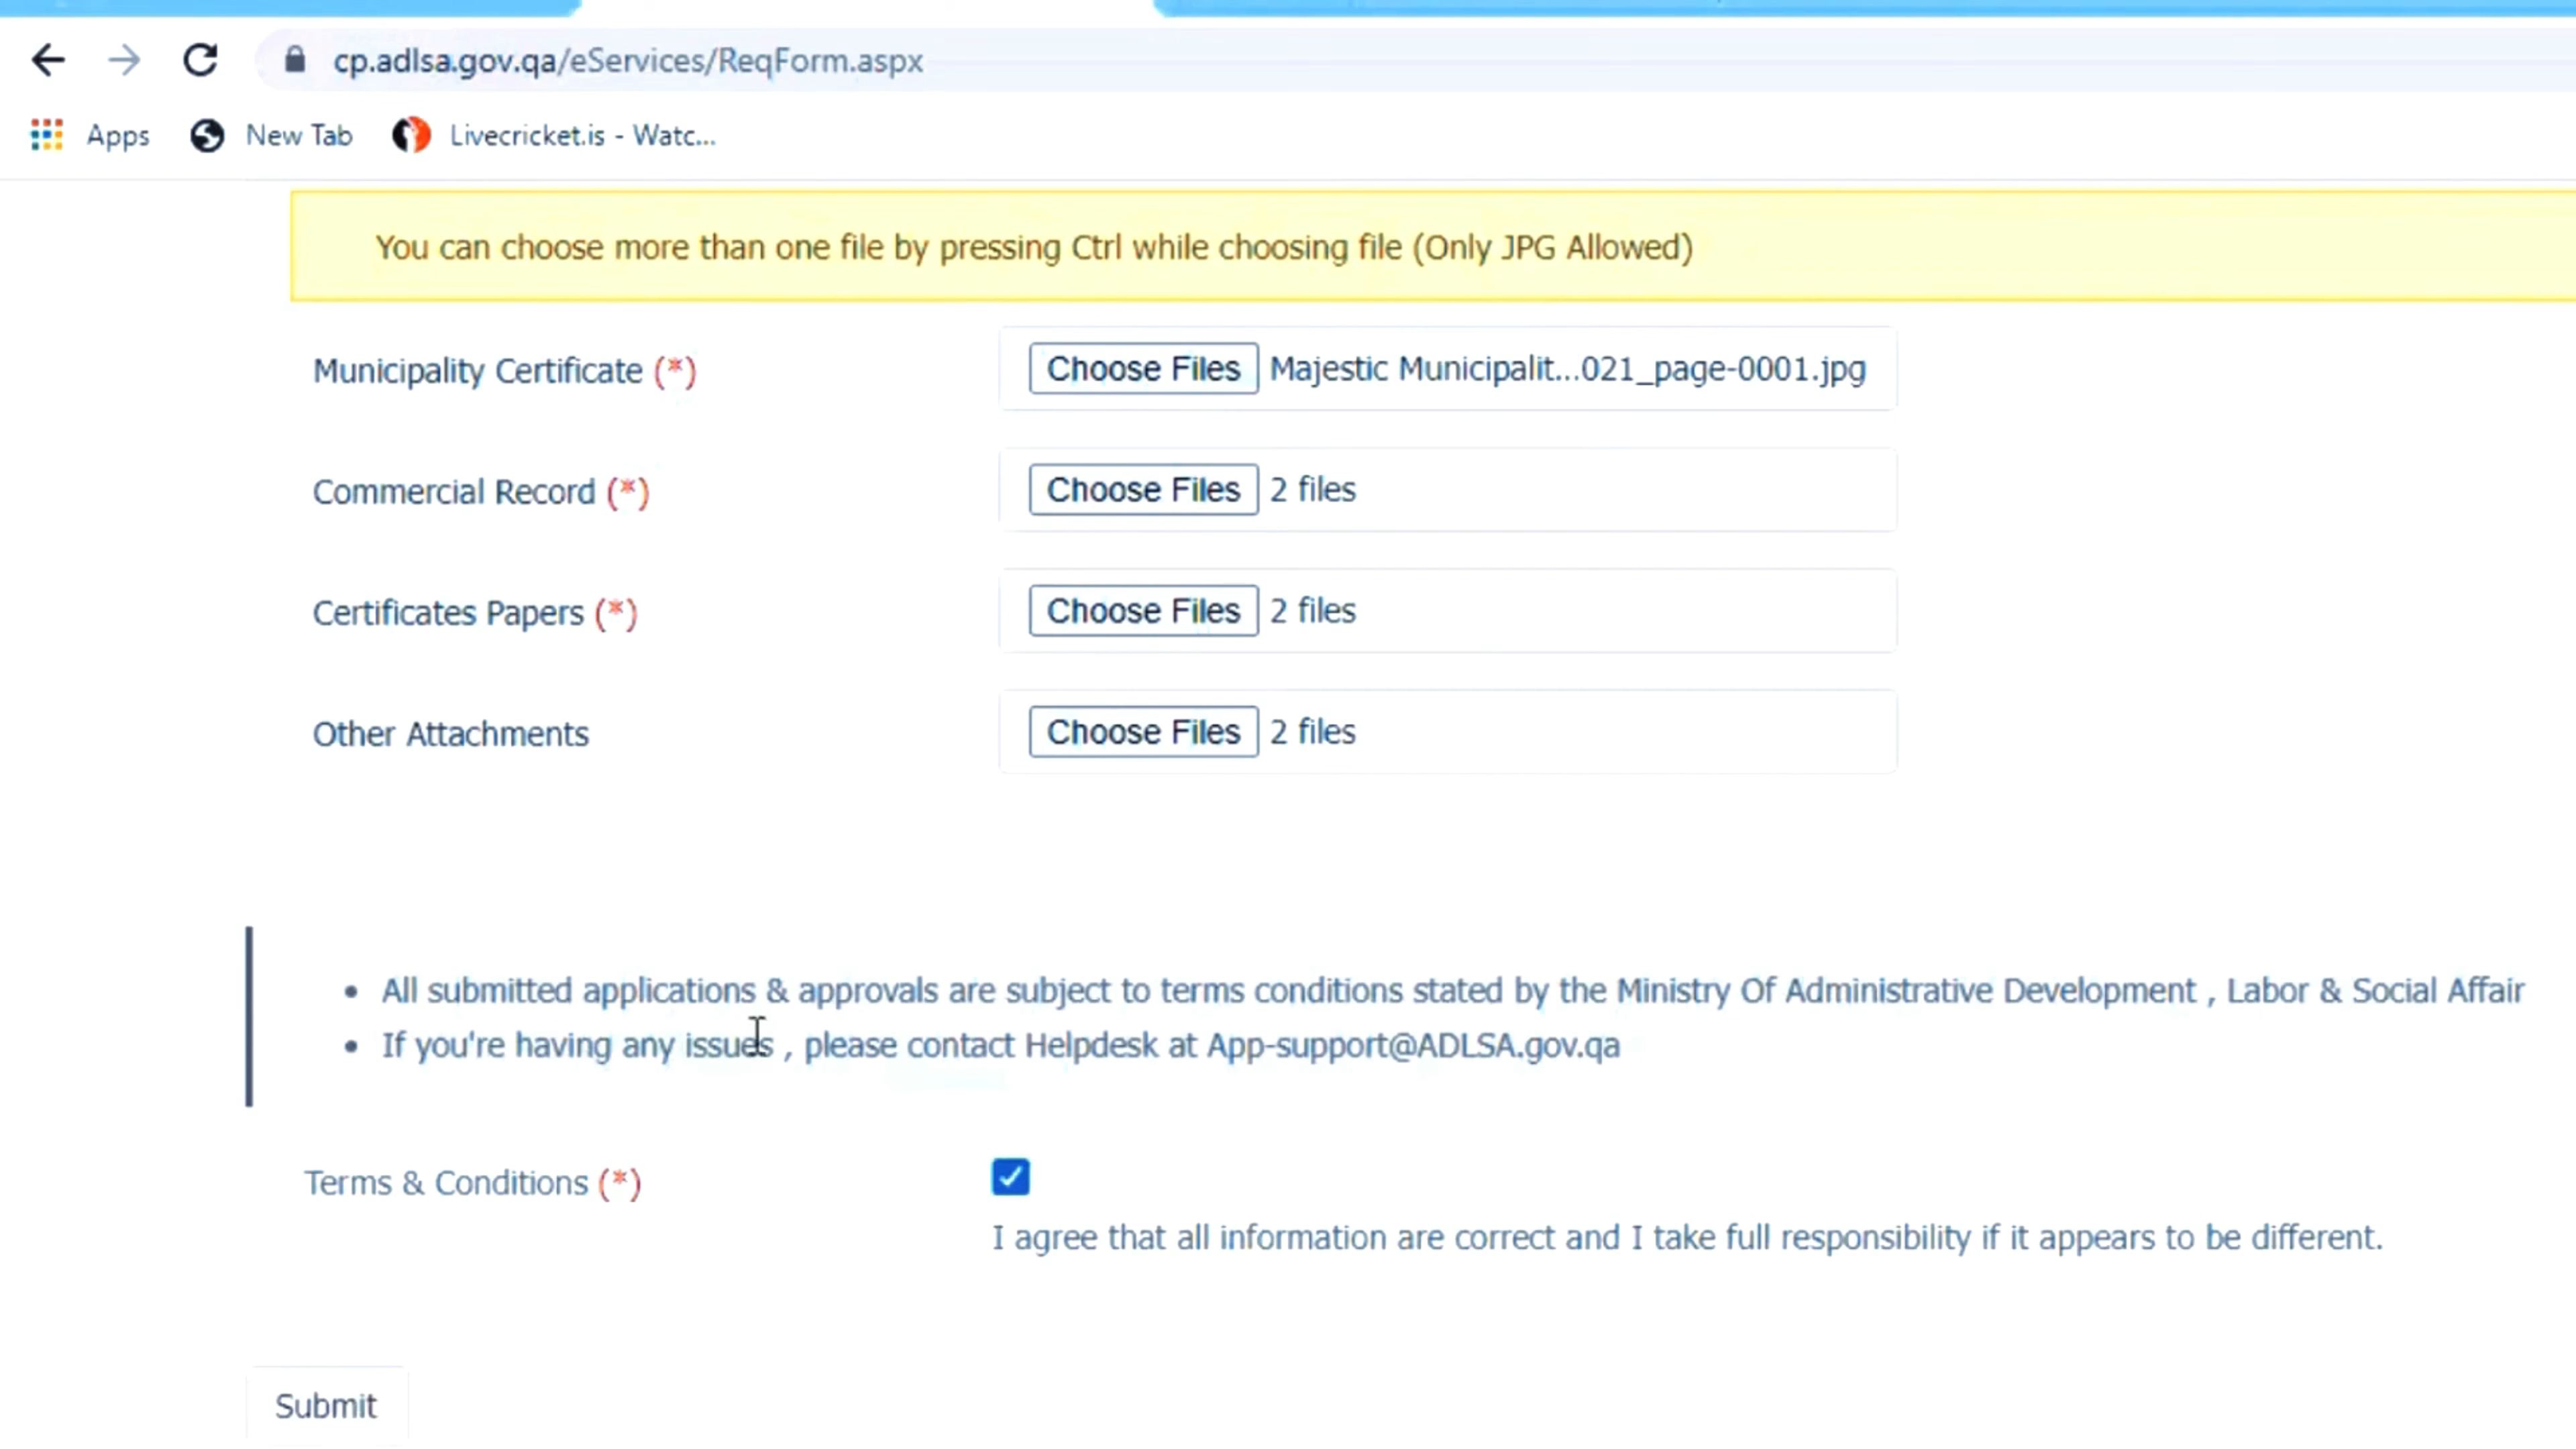 cp.adlsa.gov.qa/eServices/ReqForm.aspx
Apps New Tab Livecricket.is - Watc...
You can choose more than one file by pressing Ctrl while choosing file (Only JPG Allowed)
Municipality Certificate (*) Choose Files Majestic Municipalit...021_page-0001.jpg
Commercial Record (*) Choose Files 2 files
Certificates Papers (*) Choose Files 2 files
Other Attachments Choose Files 2 files
• All submitted applications & approvals are subject to terms conditions stated by the Ministry Of Administrative Development , Labor & Social Affair
• If you're having any issues , please contact Helpdesk at App-support@ADLSA.gov.qa
Terms & Conditions (*)
I agree that all information are correct and I take full responsibility if it appears to be different.
Submit